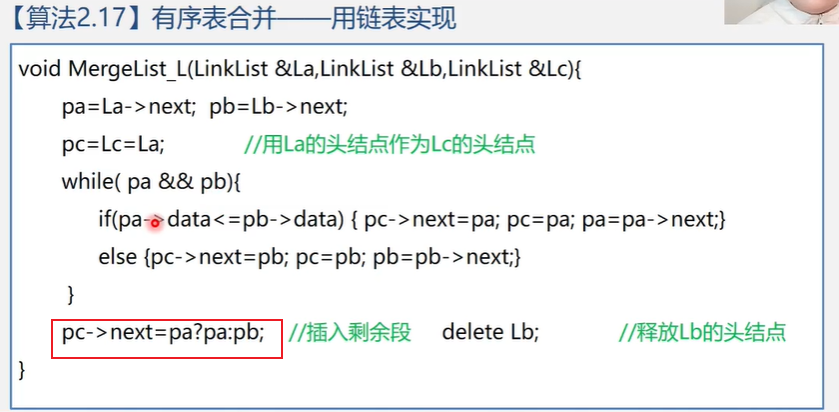 【算法2.17】有序表合并——用链表实现
void MergeList_L(LinkList &La,LinkList &Lb,LinkList &Lc){
pa=La->next; pb=Lb->next;
pc=Lc=La; //用La的头结点作为Lc的头结点
while( pa && pb){
if(pa->data<=pb->data) { pc->next=pa; pc=pa; pa=pa->next;}
else {pc->next=pb; pc=pb; pb=pb->next;}
}
pc->next=pa?pa:pb; //插入剩余段 delete Lb; //释放Lb的头结点
}